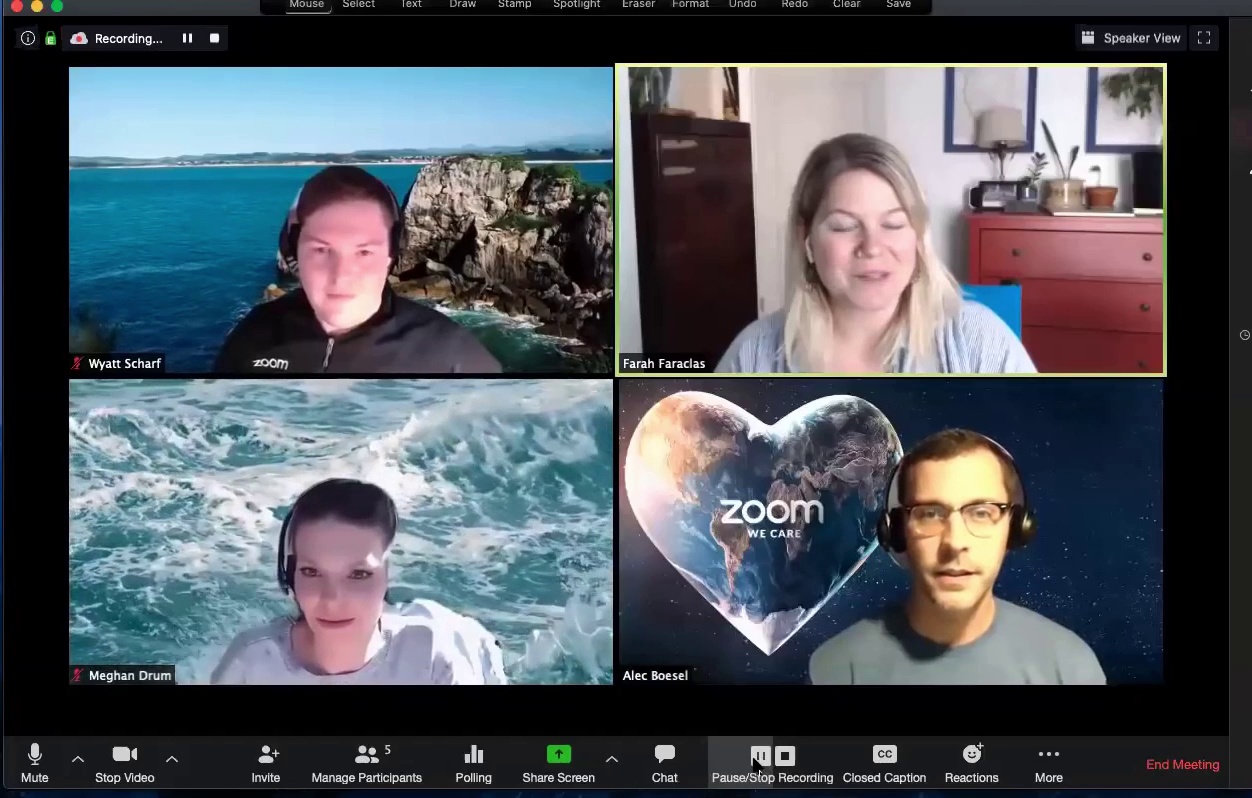 Mouse Select Text Draw Stamp Spotlight Eraser Format Undo Redo Clear Save
Recording...
Speaker View
zoom
Wyatt Scharf
Farah Faraclas
zoom
WE CARE
Meghan Drum
Alec Boesel
5
CC
Mute Stop Video Invite Manage Participants Polling Share Screen Chat Pause/Stop Recording Closed Caption Reactions More End Meeting